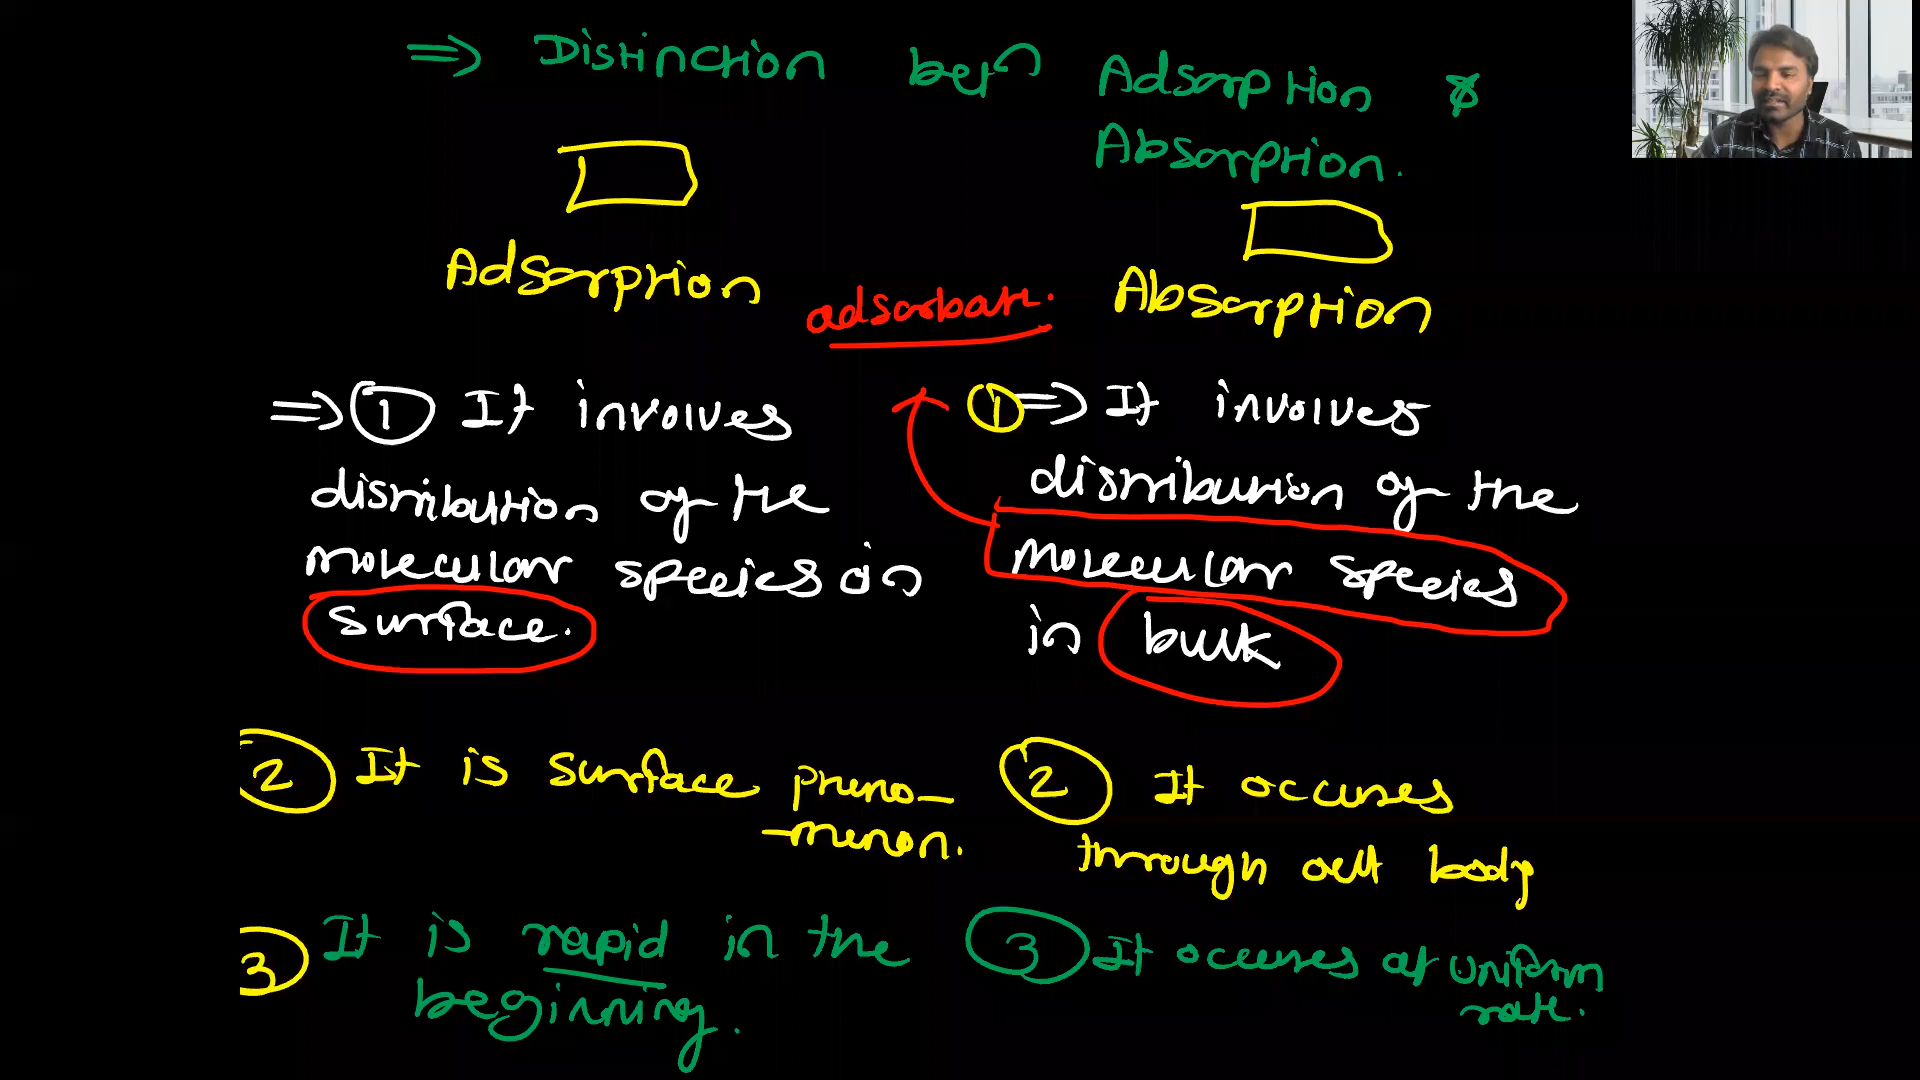 ⇒ Distinction betn Adsorption &
Absorption.
Adsorption
adsorbate.
Absorption
⇒ 1 It involves
distribution of the
molecular species on
surface.
1 ⇒ It involves
distribution of the
molecular species
in bulk
2 It is surface pheno-
-menon.
2 It occures
through out body
3 It is rapid in the
beginning.
3 It occures at uniform
rate.